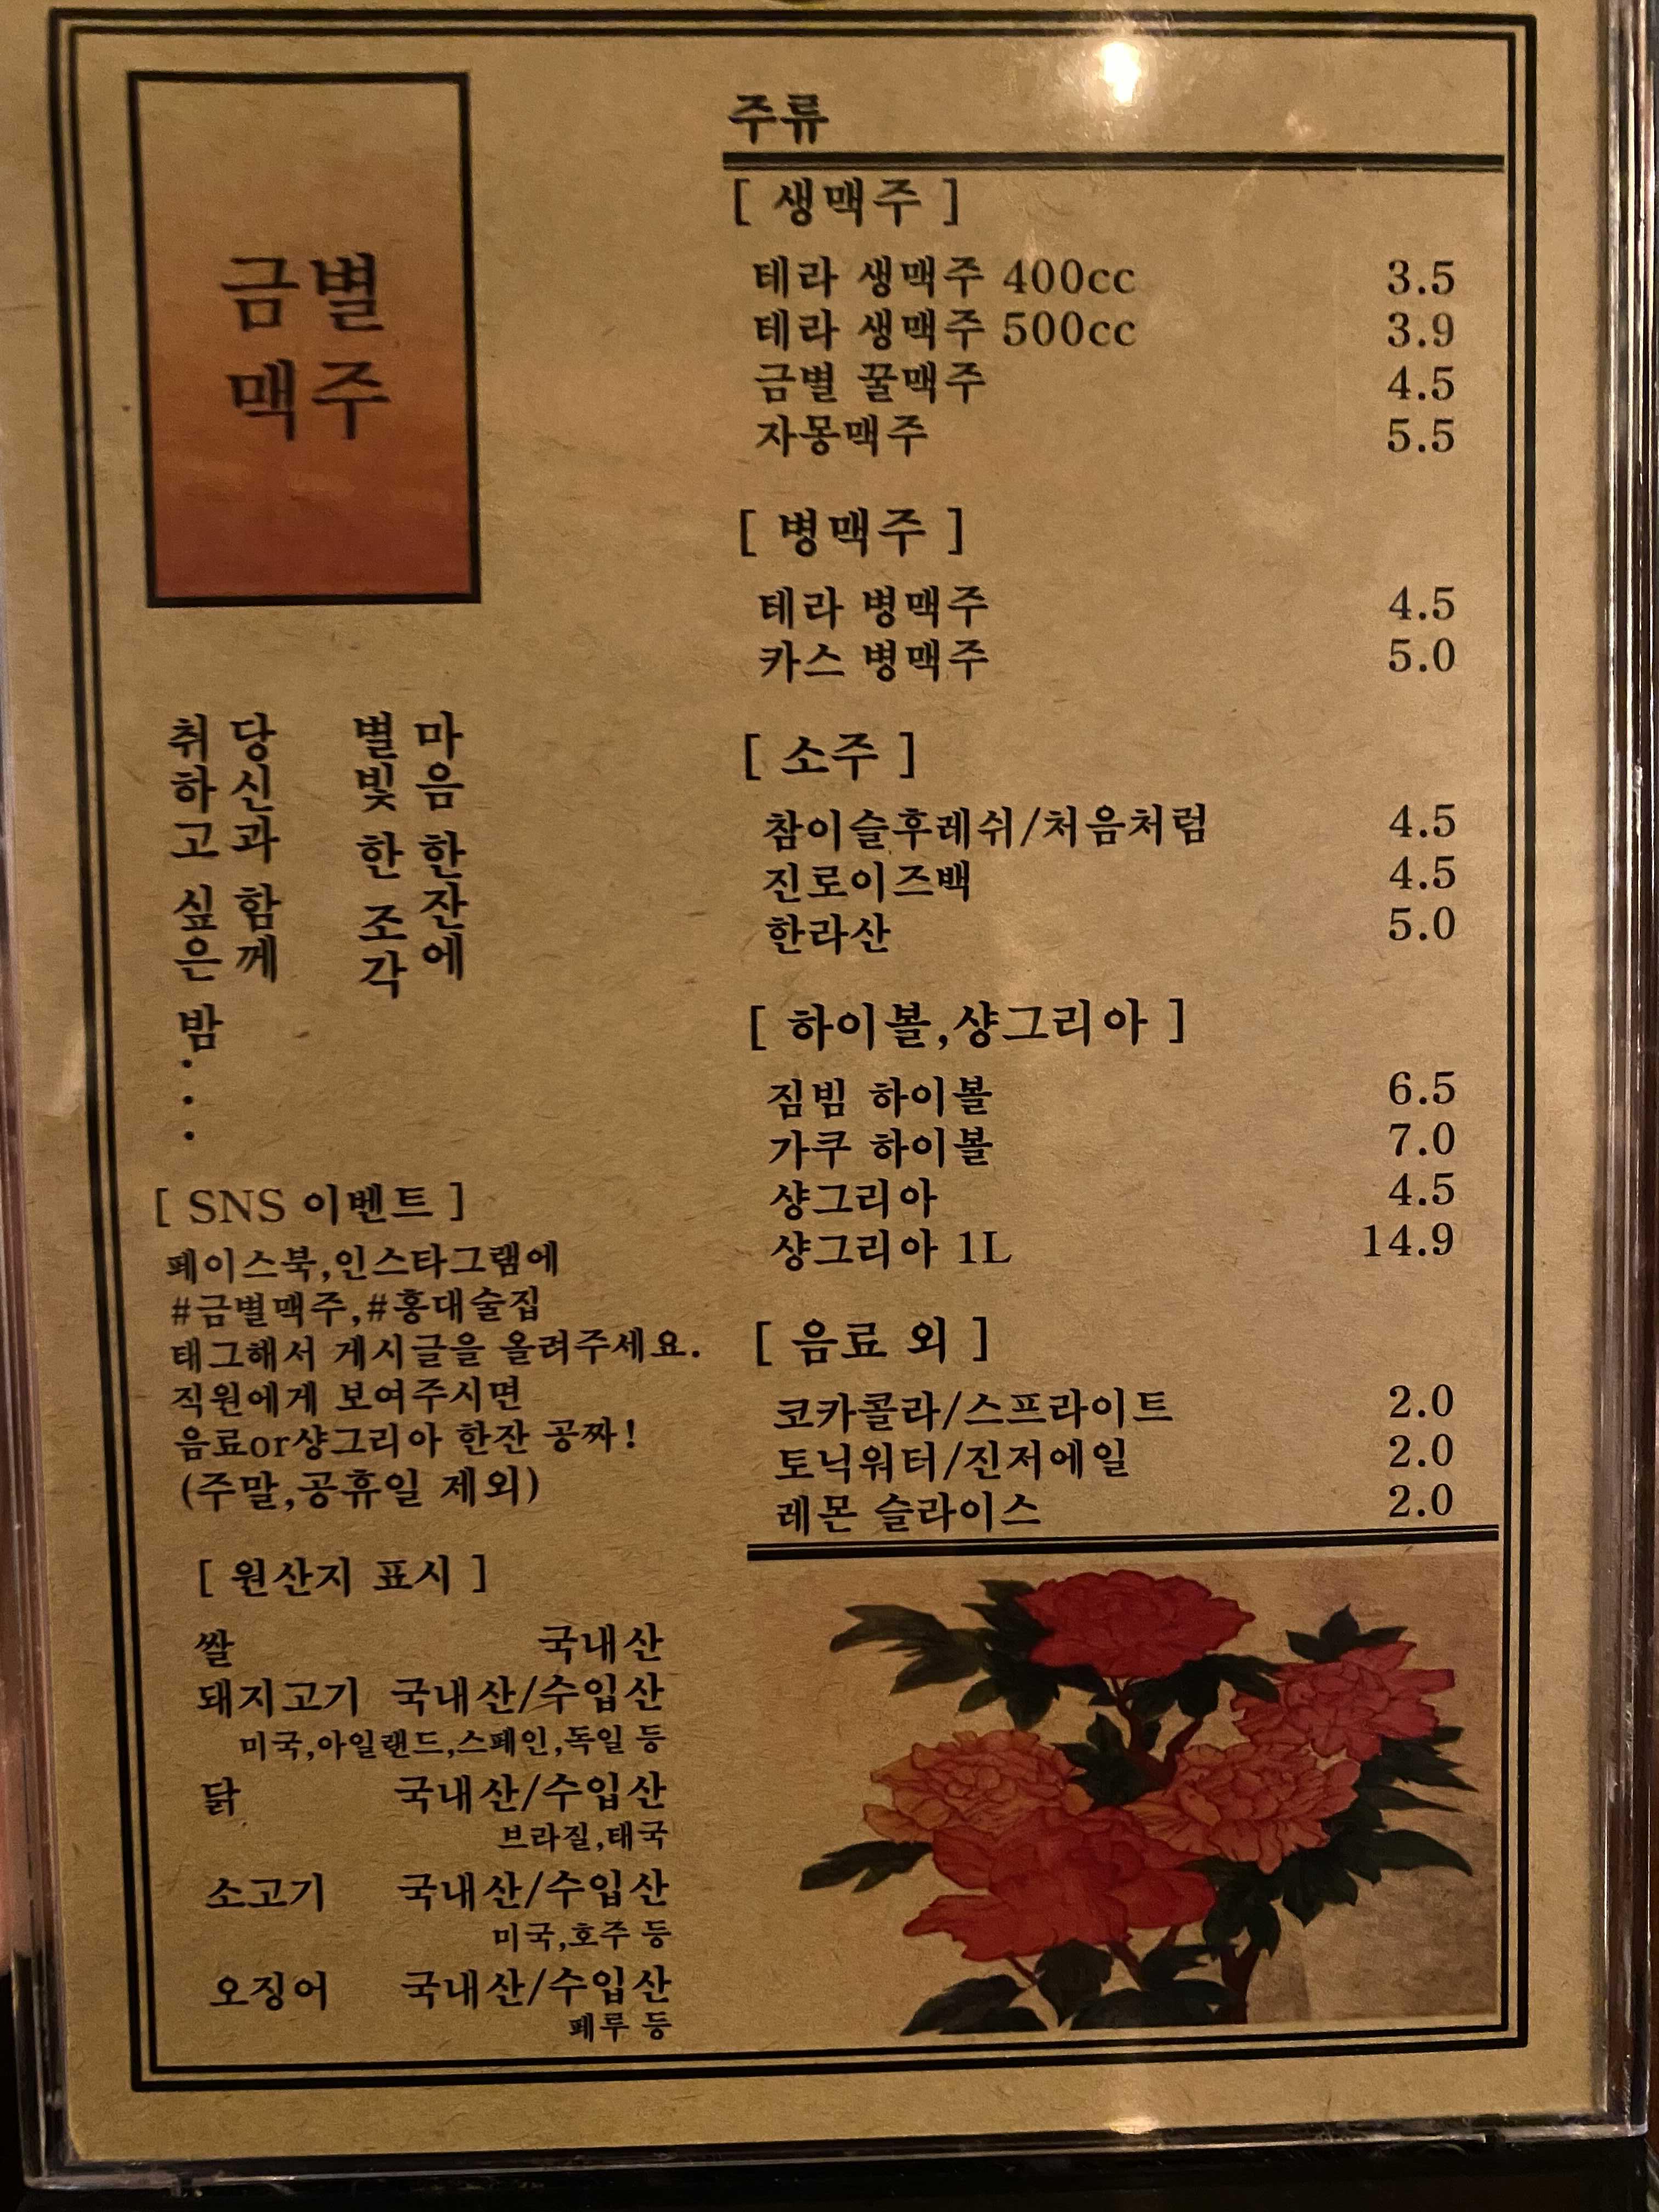 금별
맥주
마음 한잔에
별빛 한 조각
당신과 함께
취하고 싶은 밤
·
·
·
[ SNS 이벤트 ]
페이스북,인스타그램에
#금별맥주,#홍대술집
태그해서 게시글을 올려주세요.
직원에게 보여주시면
음료or샹그리아 한잔 공짜!
(주말,공휴일 제외)
[ 원산지 표시 ]
쌀 국내산
돼지고기 국내산/수입산
미국,아일랜드,스페인,독일 등
닭 국내산/수입산
브라질,태국
소고기 국내산/수입산
미국,호주 등
오징어 국내산/수입산
페루 등
주류
[ 생맥주 ]
테라 생맥주 400cc 3.5
테라 생맥주 500cc 3.9
금별 꿀맥주 4.5
자몽맥주 5.5
[ 병맥주 ]
테라 병맥주 4.5
카스 병맥주 5.0
[ 소주 ]
참이슬후레쉬/처음처럼 4.5
진로이즈백 4.5
한라산 5.0
[ 하이볼,샹그리아 ]
짐빔 하이볼 6.5
가쿠 하이볼 7.0
샹그리아 4.5
샹그리아 1L 14.9
[ 음료 외 ]
코카콜라/스프라이트 2.0
토닉워터/진저에일 2.0
레몬 슬라이스 2.0